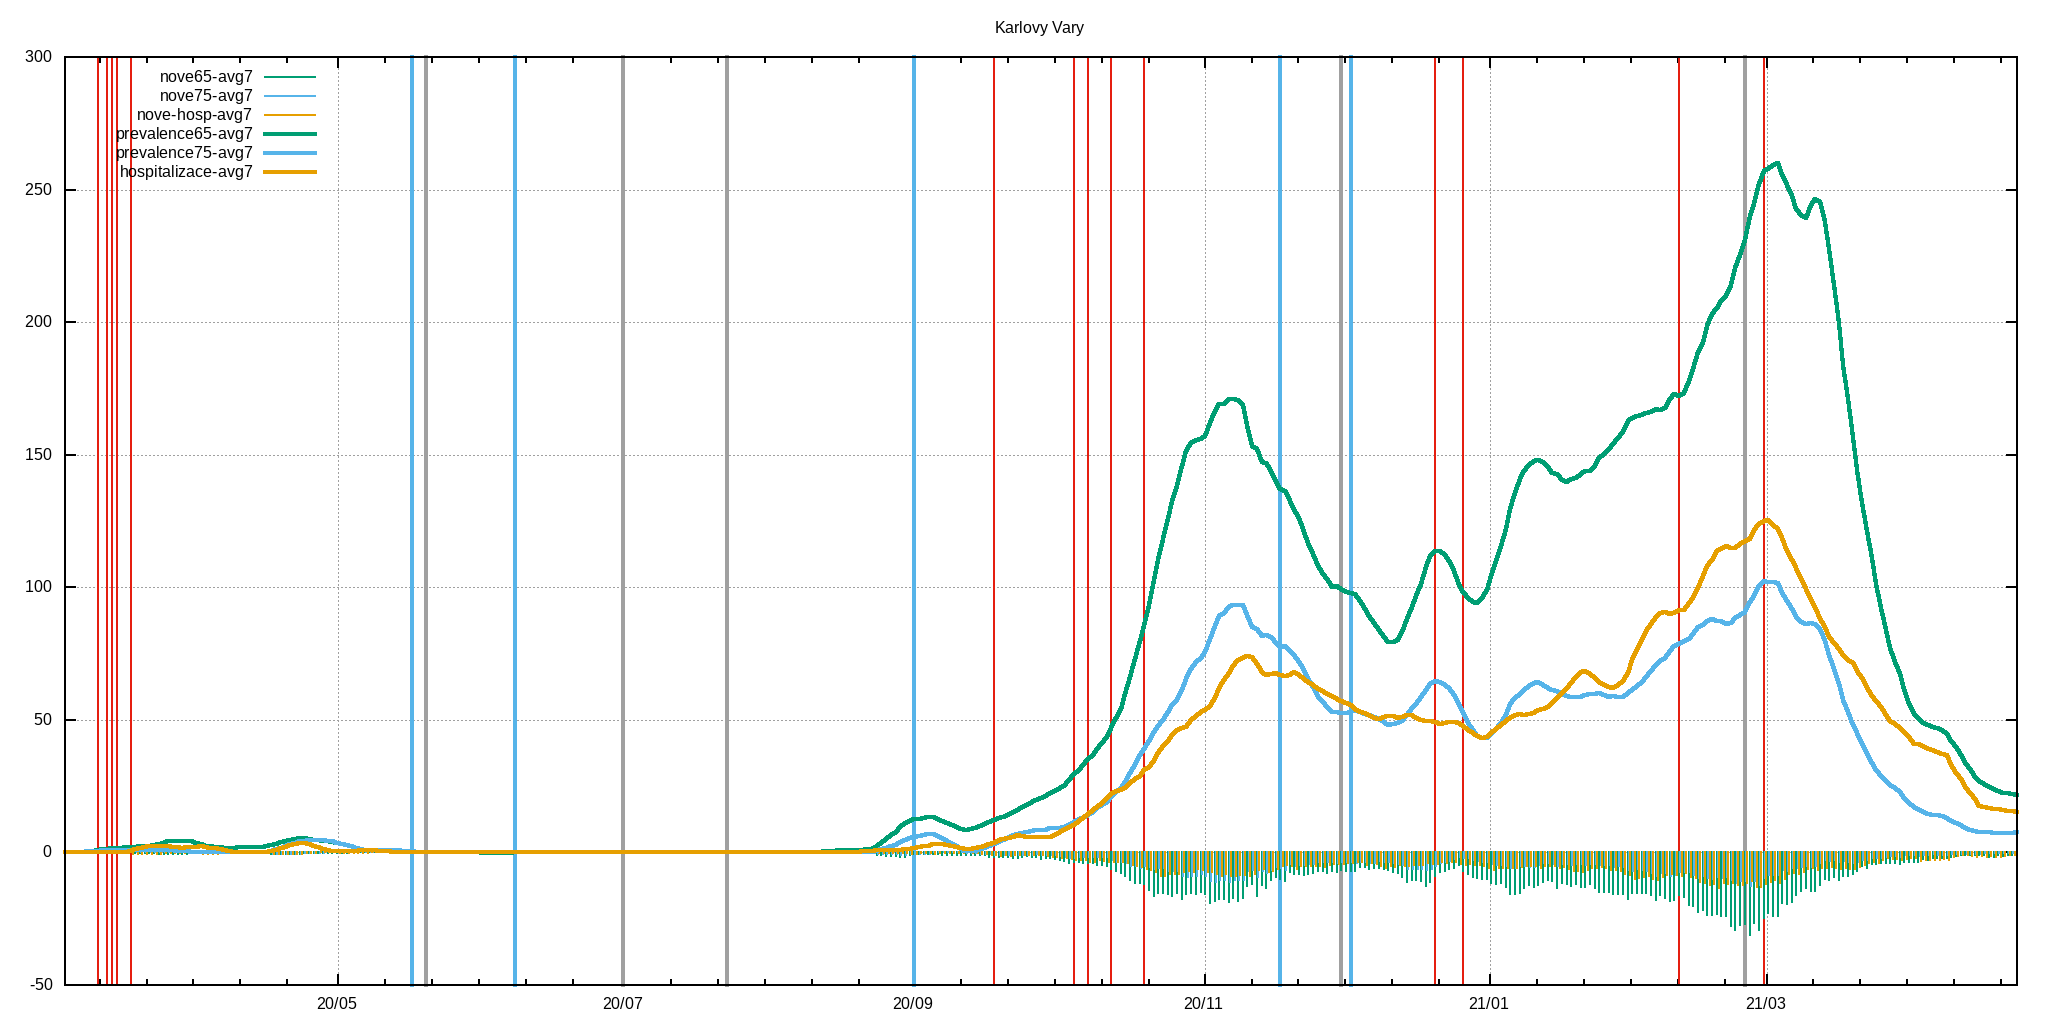 Karlovy Vary
300
250
200
150
100
50
0
-50
nove65-avg7
nove75-avg7
nove-hosp-avg7
prevalence65-avg7
prevalence75-avg7
hospitalizace-avg7
20/05 20/07 20/09 20/11 21/01 21/03